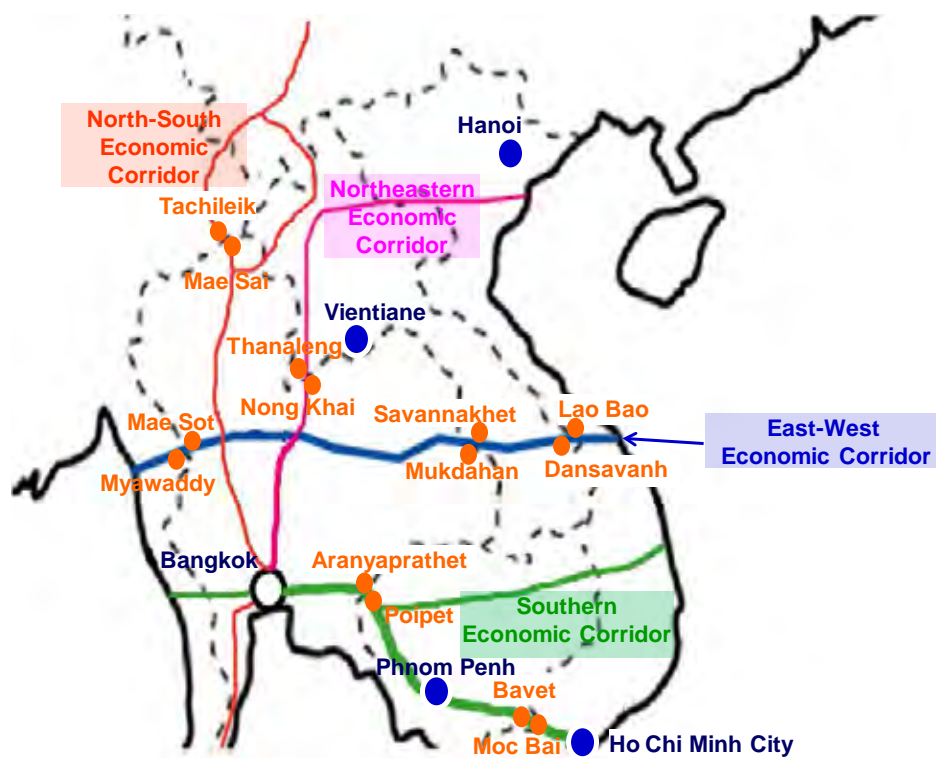 North-South
Economic
Corridor
Hanoi
Northeastern
Economic
Corridor
Tachileik
Mae Sai
Vientiane
Thanaleng
Nong Khai
Savannakhet
Lao Bao
Mae Sot
East-West
Economic Corridor
Mukdahan
Dansavanh
Myawaddy
Bangkok
Aranyaprathet
Poipet
Southern
Economic Corridor
Phnom Penh
Bavet
Moc Bai
Ho Chi Minh City